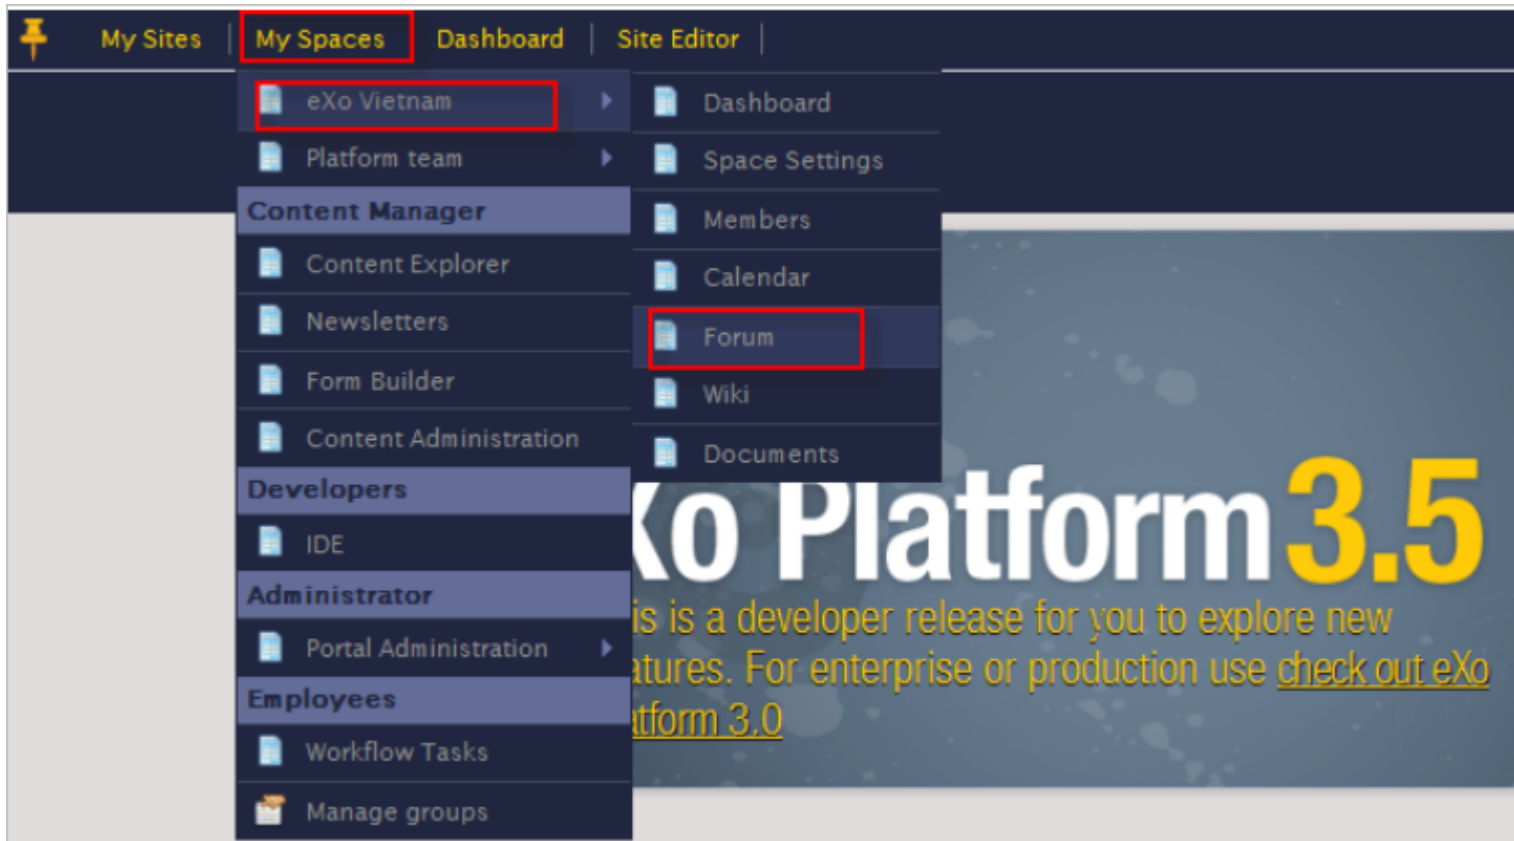 My Sites My Spaces Dashboard Site Editor
eXo Vietnam
Platform team
Content Manager
Content Explorer
Newsletters
Form Builder
Content Administration
Developers
IDE
Administrator
Portal Administration
Employees
Workflow Tasks
Manage groups
Dashboard
Space Settings
Members
Calendar
Forum
Wiki
Documents
Xo Platform 3.5
is is a developer release for you to explore new
atures. For enterprise or production use check out eXo
atform 3.0